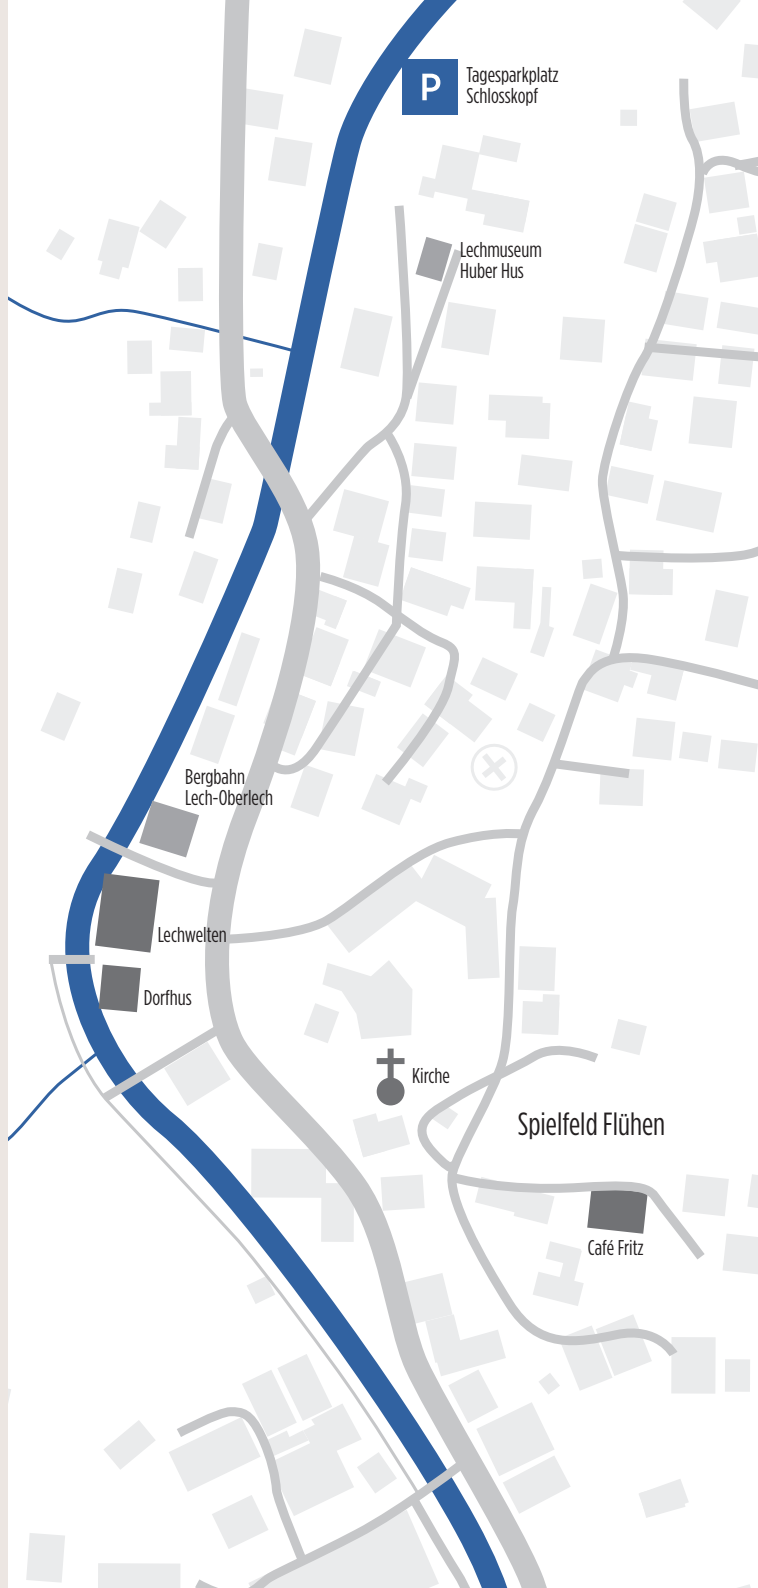 P
Tagesparkplatz
Schlosskopf
Lechmuseum
Huber Hus
Bergbahn
Lech-Oberlech
Lechwelten
Dorfhus
Kirche
Spielfeld Flühen
Café Fritz